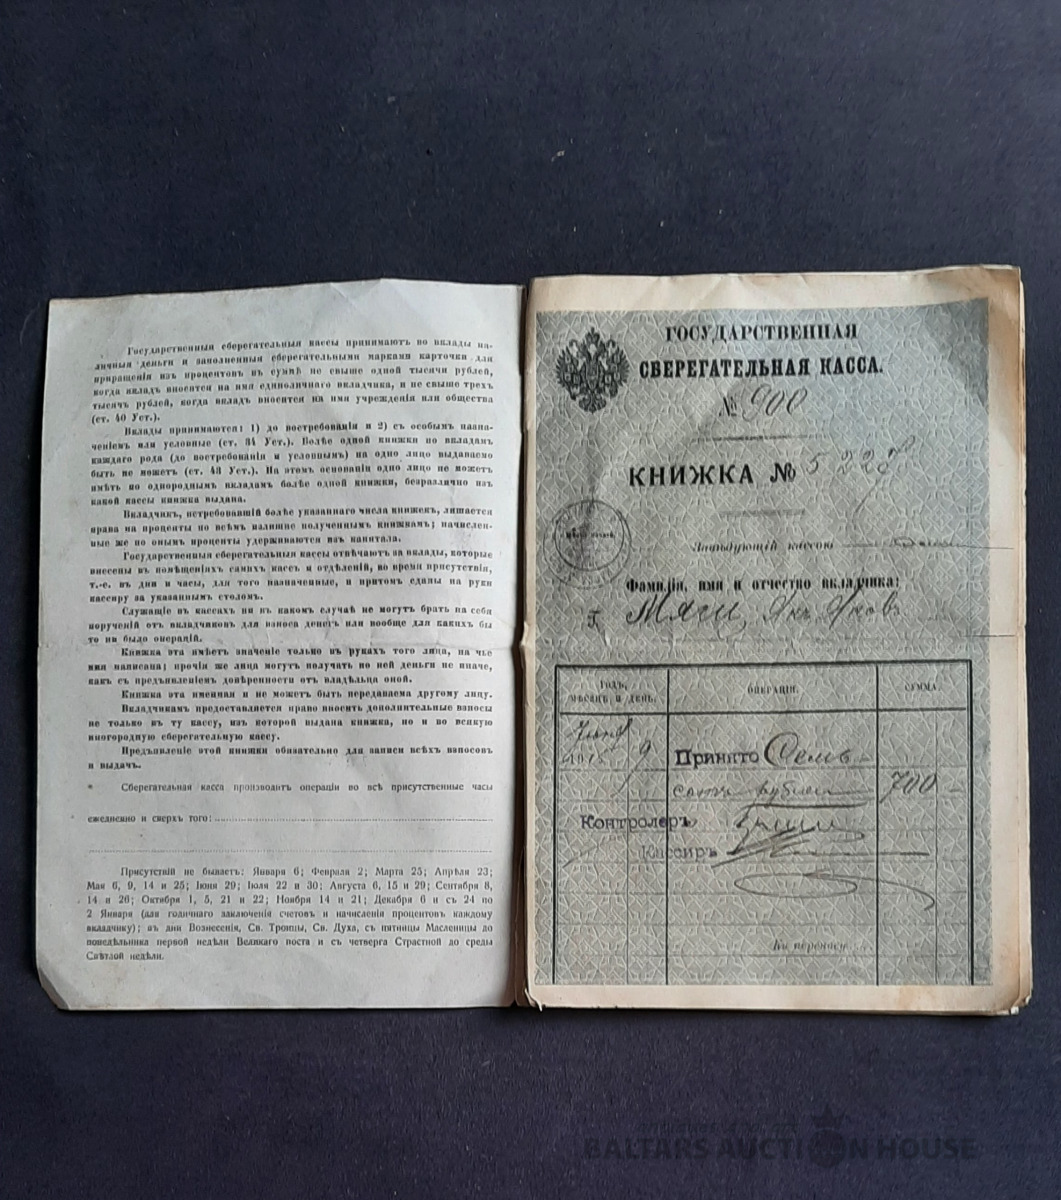 Государственныя сберегательныя кассы принимаютъ во вклады на-
личныя деньги и заполненныя сберегательными марками карточки для
приращенія изъ процентовъ въ суммѣ не свыше одной тысячи рублей,
когда вкладъ вносится на имя единоличнаго вкладчика, и не свыше трехъ
тысячъ рублей, когда вкладъ вносится на имя учрежденія или общества
(ст. 40 Уст.).
Вклады принимаются: 1) до востребованія и 2) съ особымъ назна-
ченіемъ или условные (ст. 34 Уст.). Болѣе одной книжки по вкладамъ
каждаго рода (до востребованія и условнымъ) на одно лицо выдаваемо
быть не можетъ (ст. 43 Уст.). На этомъ основаніи одно лицо не можетъ
имѣть по однороднымъ вкладамъ болѣе одной книжки, безразлично изъ
какой кассы книжка выдана.
Вкладчикъ, истребовавшій болѣе указаннаго числа книжекъ, лишается
права на проценты по всѣмъ излишне полученнымъ книжкамъ; начислен-
ные же по онымъ проценты удерживаются изъ капитала.
Государственныя сберегательныя кассы отвѣчаютъ за вклады, которые
внесены въ помѣщеніяхъ самихъ кассъ и отдѣленій, во время присутствія,
т.-е. въ дни и часы, для того назначенные, и притомъ сданы на руки
кассиру за указаннымъ столомъ.
Служащіе въ кассахъ ни въ какомъ случаѣ не могутъ брать на себя
порученій отъ вкладчиковъ для взноса денегъ или вообще для какихъ бы
то ни было операцій.
Книжка эта имѣетъ значеніе только въ рукахъ того лица, на чье
имя написана; прочія же лица могутъ получать по ней деньги не иначе,
какъ съ предъявленіемъ довѣренности отъ владѣльца оной.
Книжка эта именная и не можетъ быть передаваема другому лицу.
Вкладчикамъ предоставляется право вносить дополнительные взносы
не только въ ту кассу, изъ которой выдана книжка, но и во всякую
иногороднюю сберегательную кассу.
Предъявленіе этой книжки обязательно для записи всѣхъ взносовъ
и выдачъ.
Сберегательная касса производитъ операціи во всѣ присутственные часы
ежедневно и сверхъ того:
Присутствій не бываетъ: Января 6; Февраля 2; Марта 25; Апрѣля 23;
Мая 6, 9, 14 и 25; Іюня 29; Іюля 22 и 30; Августа 6, 15 и 29; Сентября 8,
14 и 26; Октября 1, 5, 21 и 22; Ноября 14 и 21; Декабря 6 и съ 24 по
2 Января (для годичнаго заключенія счетовъ и начисленія процентовъ каждому
вкладчику); въ дни Вознесенія, Св. Троицы, Св. Духа, съ пятницы Масленицы до
понедѣльника первой недѣли Великаго поста и съ четверга Страстной до среды
Свѣтлой недѣли.
ГОСУДАРСТВЕННАЯ
СБЕРЕГАТЕЛЬНАЯ КАССА.
№ 900
КНИЖКА № 5228
Завѣдующій кассою
Фамилія, имя и отчество вкладчика:
Мяги, Янъ Яков.
ГОДЪ, МѢСЯЦЪ И ДЕНЬ.
ОПЕРАЦІИ.
СУММА.
1915 9
Принято Семь
сотъ рублей 700
Контролеръ
Кассиръ
Къ переносу
BALTARS AUCTION HOUSE